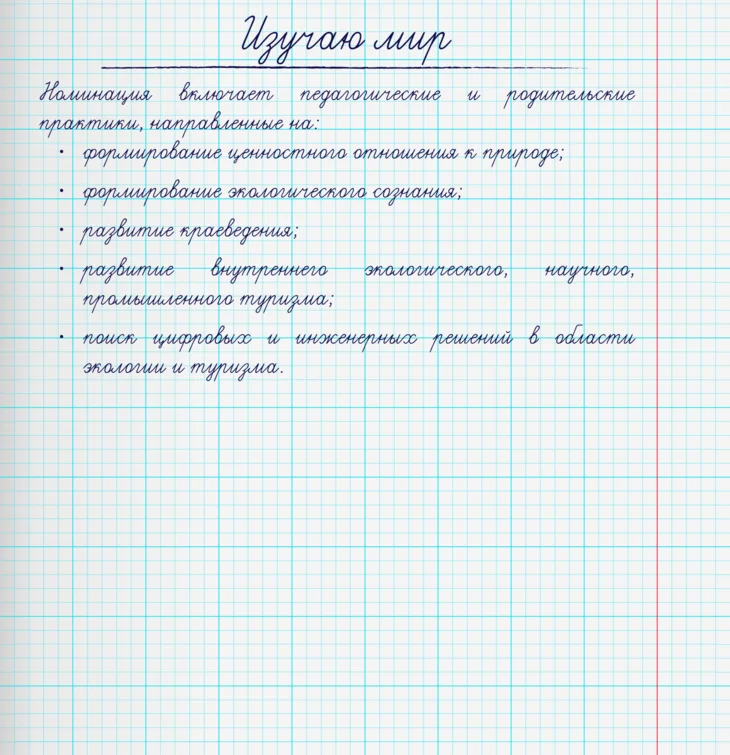 Изучаю мир
Номинация включает педагогические и родительские
практики, направленные на:
• формирование ценностного отношения к природе;
• формирование экологического сознания;
• развитие краеведения;
• развитие внутреннего экологического, научного,
промышленного туризма;
• поиск цифровых и инженерных решений в области
экологии и туризма.